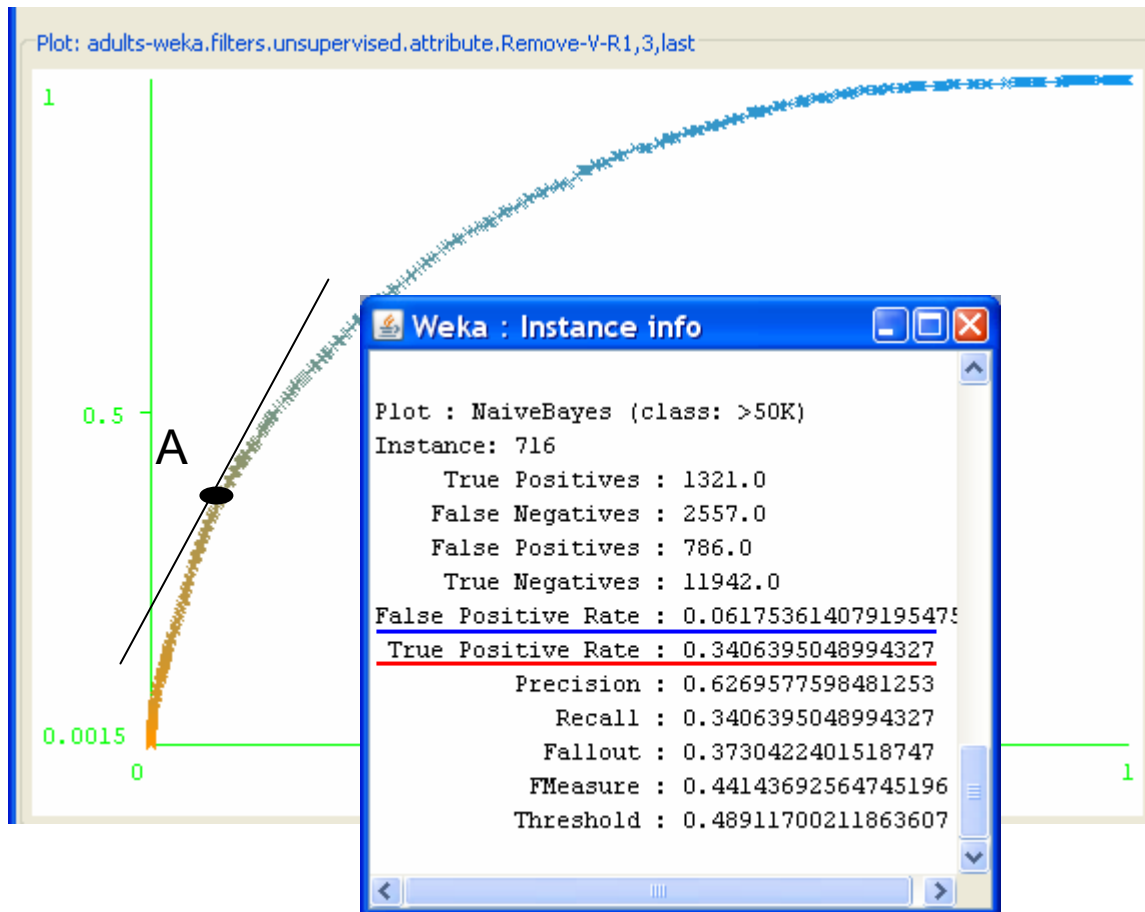 Plot: adults-weka.filters.unsupervised.attribute.Remove-V-R1,3,last
1
0.5
A
0.0015
0
1
Weka : Instance info
Plot : NaiveBayes (class: >50K)
Instance: 716
True Positives : 1321.0
False Negatives : 2557.0
False Positives : 786.0
True Negatives : 11942.0
False Positive Rate : 0.061753614079195475
True Positive Rate : 0.3406395048994327
Precision : 0.6269577598481253
Recall : 0.3406395048994327
Fallout : 0.3730422401518747
FMeasure : 0.44143692564745196
Threshold : 0.48911700211863607